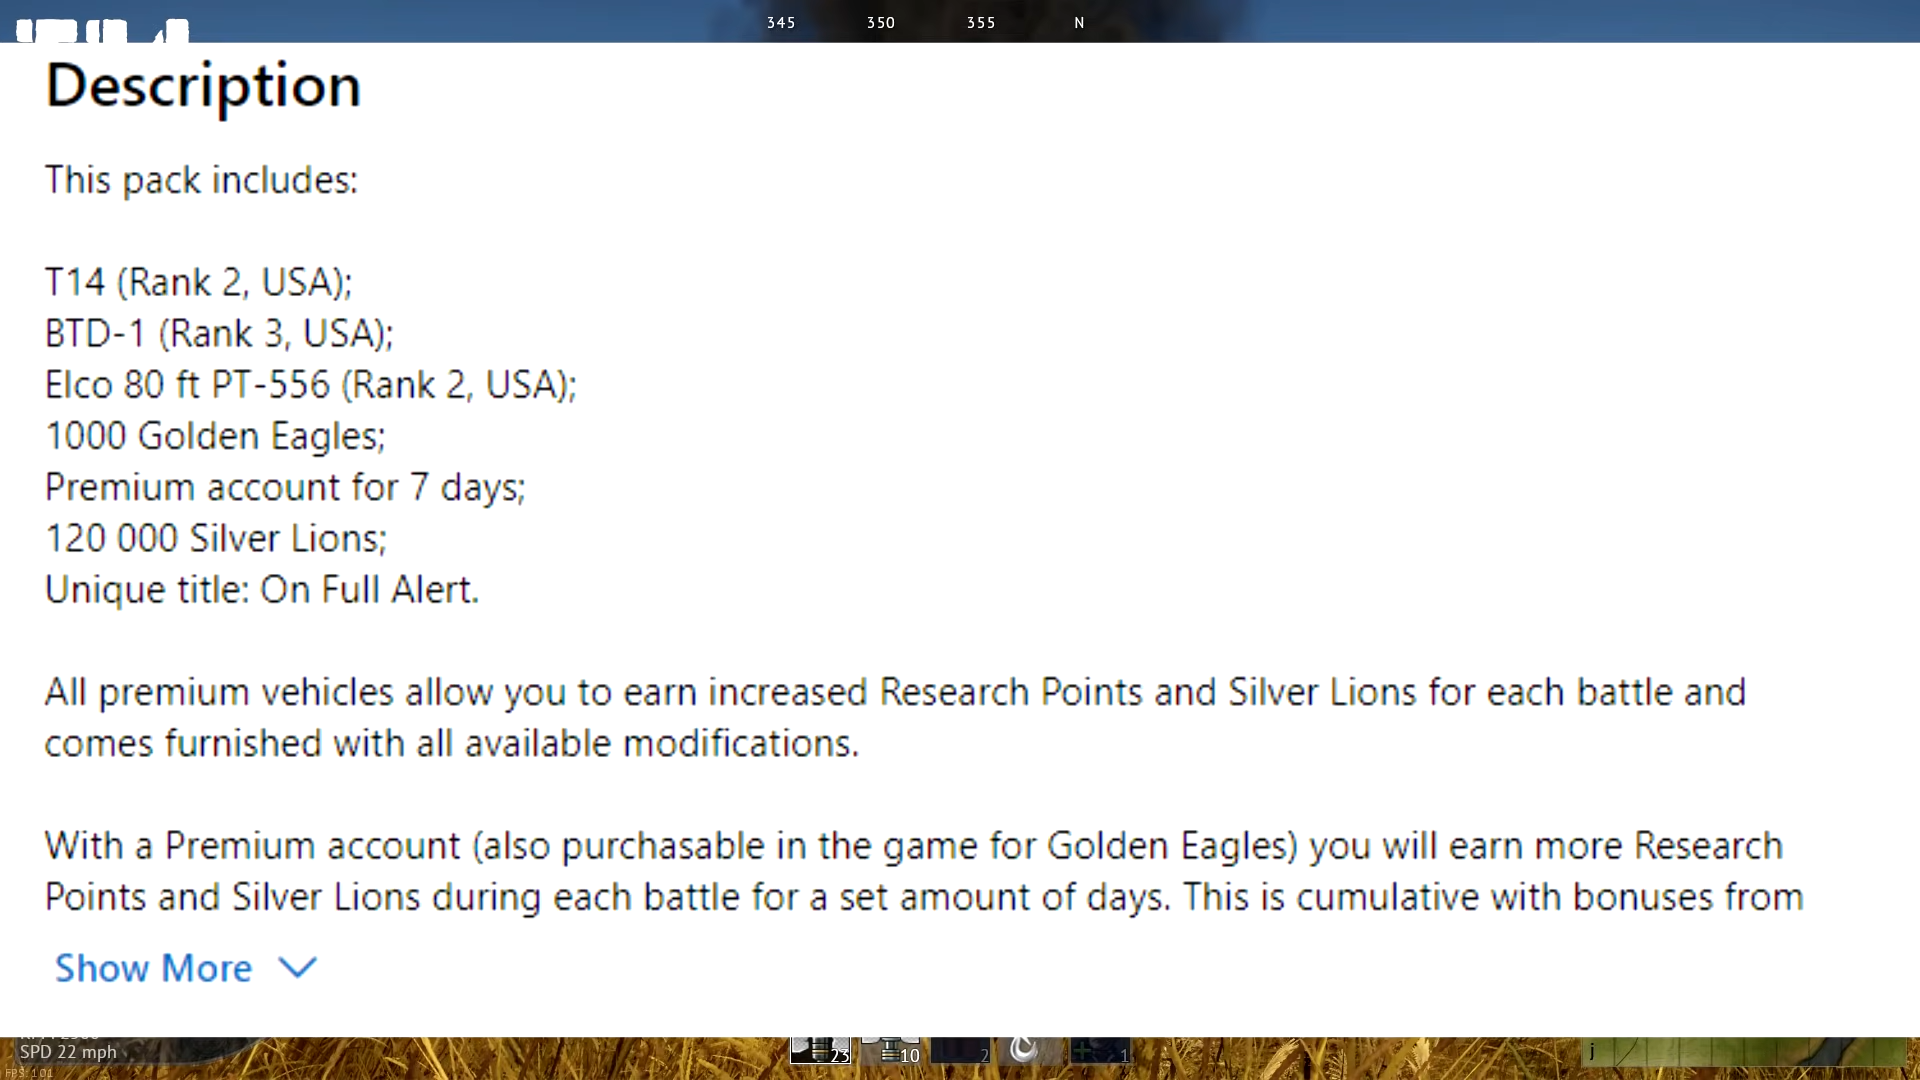 345 350 355 N
Description
This pack includes:
T14 (Rank 2, USA);
BTD-1 (Rank 3, USA);
Elco 80 ft PT-556 (Rank 2, USA);
1000 Golden Eagles;
Premium account for 7 days;
120 000 Silver Lions;
Unique title: On Full Alert.
All premium vehicles allow you to earn increased Research Points and Silver Lions for each battle and
comes furnished with all available modifications.
With a Premium account (also purchasable in the game for Golden Eagles) you will earn more Research
Points and Silver Lions during each battle for a set amount of days. This is cumulative with bonuses from
Show More
SPD 22 mph
23 10 2 1
j
FPS: 101